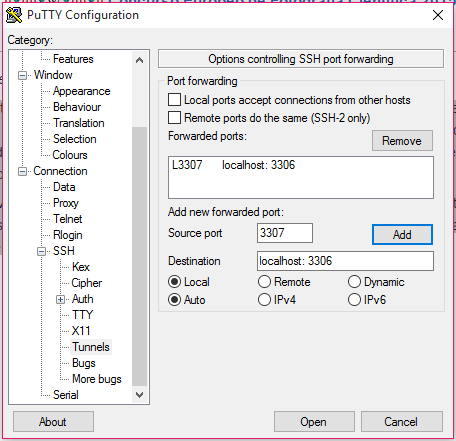 PuTTY Configuration
Category:
Features
Window
Appearance
Behaviour
Translation
Selection
Colours
Connection
Data
Proxy
Telnet
Rlogin
SSH
Kex
Cipher
Auth
TTY
X11
Tunnels
Bugs
More bugs
Serial
Options controlling SSH port forwarding
Port forwarding
Local ports accept connections from other hosts
Remote ports do the same (SSH-2 only)
Forwarded ports:
Remove
L3307 localhost: 3306
Add new forwarded port:
Source port 3307 Add
Destination localhost: 3306
Local Remote Dynamic
Auto IPv4 IPv6
About Open Cancel